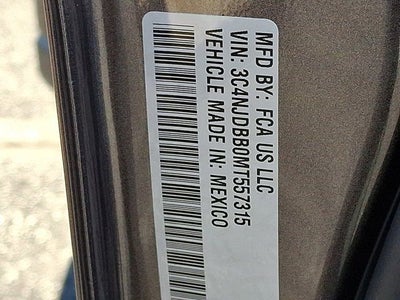 MFD BY: FCA US LLC
VIN: 3C4NJDBB0MT557315
VEHICLE MADE IN: MEXICO